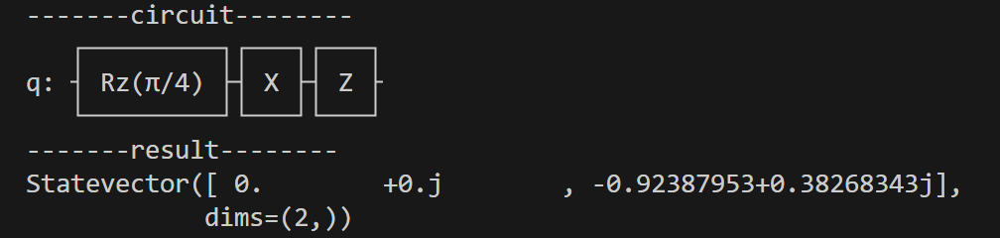 -------circuit--------
q: Rz(π/4) X Z
-------result--------
Statevector([ 0.        +0.j        , -0.92387953+0.38268343j],
            dims=(2,))